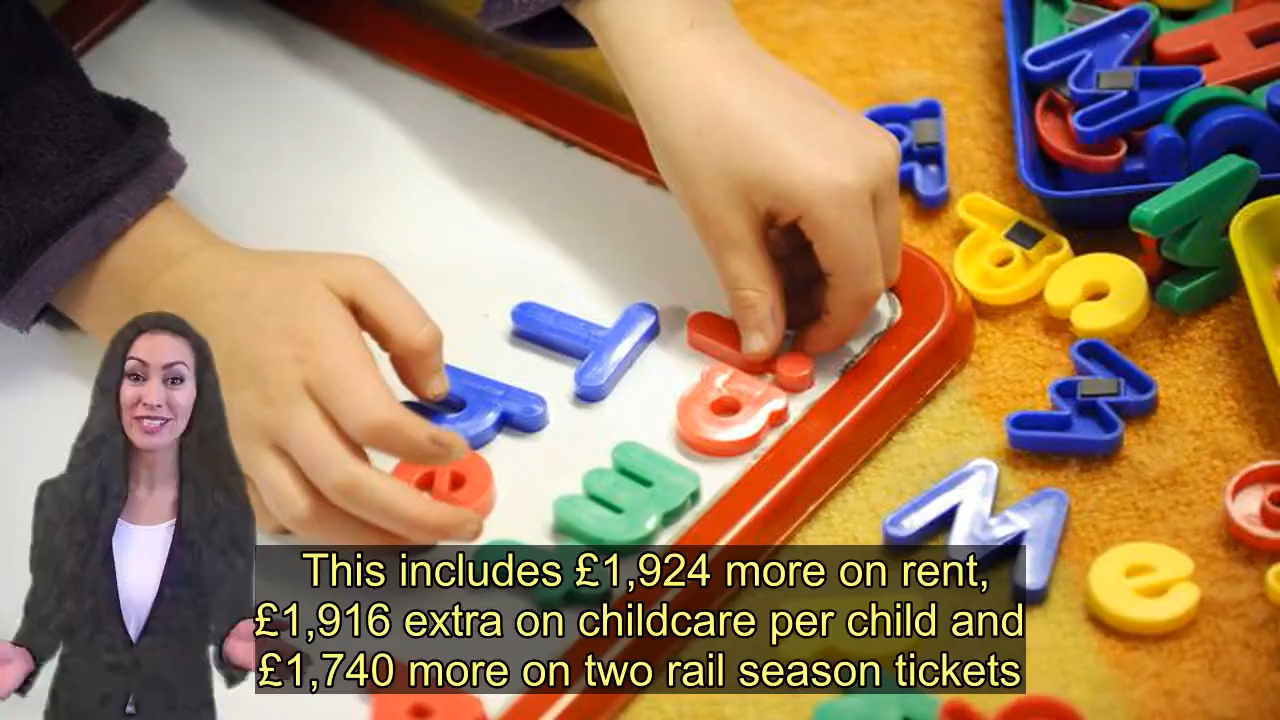 This includes £1,924 more on rent,
£1,916 extra on childcare per child and
£1,740 more on two rail season tickets